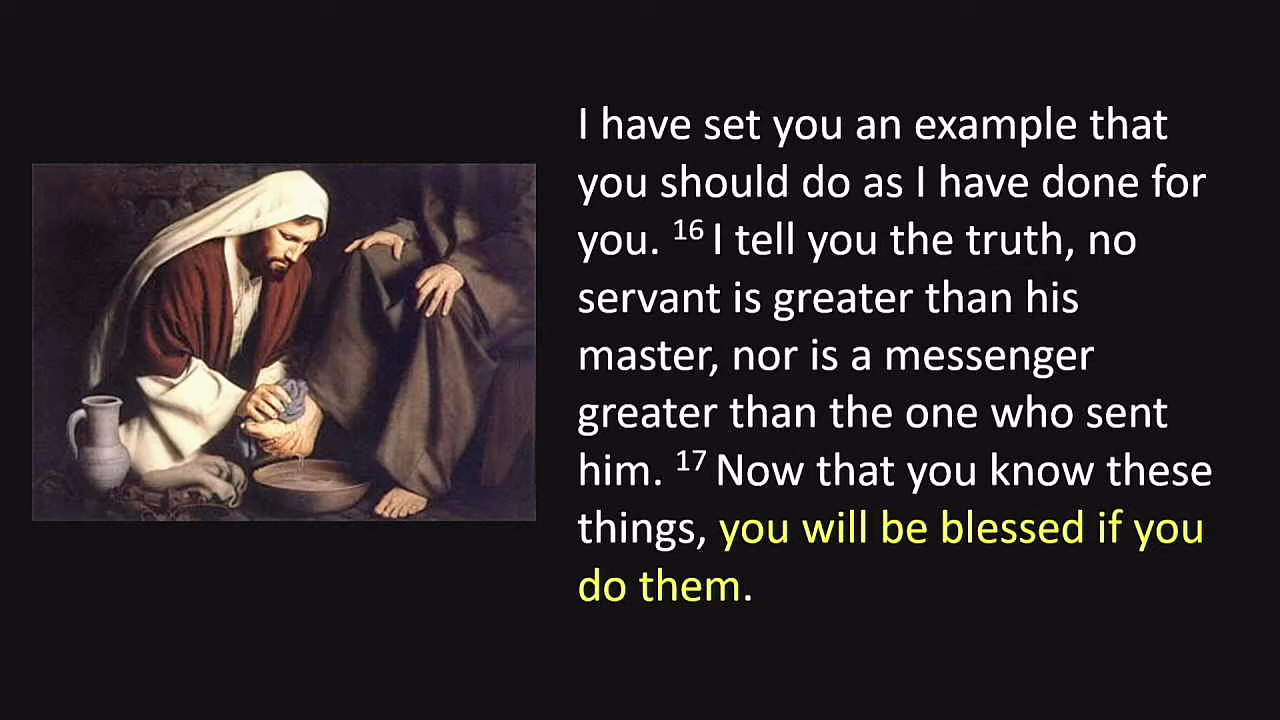 I have set you an example that
you should do as I have done for
you. 16 I tell you the truth, no
servant is greater than his
master, nor is a messenger
greater than the one who sent
him. 17 Now that you know these
things, you will be blessed if you
do them.